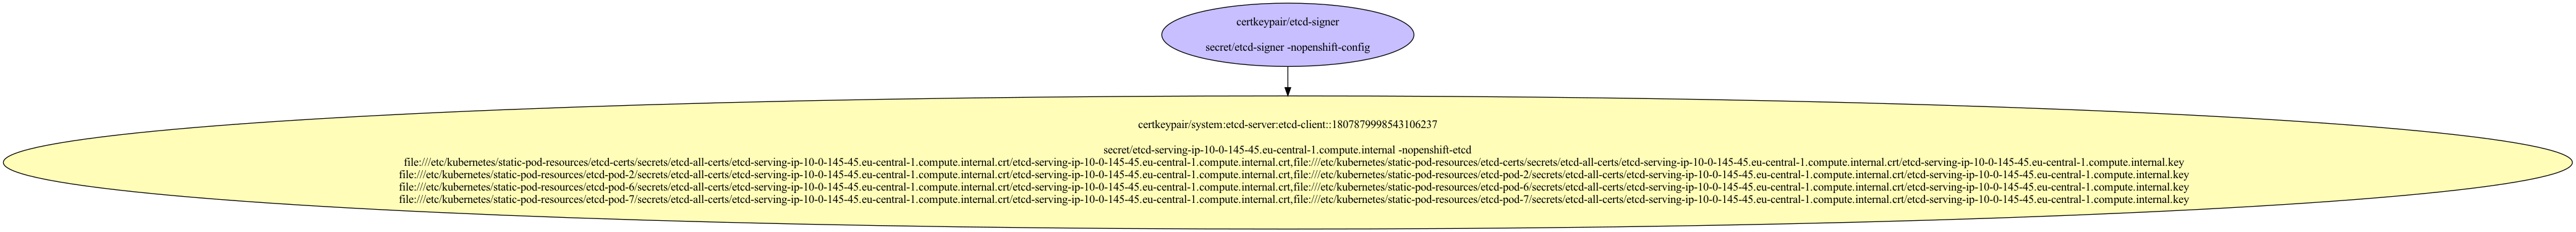 certkeypair/etcd-signer
secret/etcd-signer -nopenshift-config
certkeypair/system:etcd-server:etcd-client::1807879998543106237
secret/etcd-serving-ip-10-0-145-45.eu-central-1.compute.internal -nopenshift-etcd
file:///etc/kubernetes/static-pod-resources/etcd-certs/secrets/etcd-all-certs/etcd-serving-ip-10-0-145-45.eu-central-1.compute.internal.crt/etcd-serving-ip-10-0-145-45.eu-central-1.compute.internal.crt,file:///etc/kubernetes/static-pod-resources/etcd-certs/secrets/etcd-all-certs/etcd-serving-ip-10-0-145-45.eu-central-1.compute.internal.crt/etcd-serving-ip-10-0-145-45.eu-central-1.compute.internal.key
file:///etc/kubernetes/static-pod-resources/etcd-pod-2/secrets/etcd-all-certs/etcd-serving-ip-10-0-145-45.eu-central-1.compute.internal.crt/etcd-serving-ip-10-0-145-45.eu-central-1.compute.internal.crt,file:///etc/kubernetes/static-pod-resources/etcd-pod-2/secrets/etcd-all-certs/etcd-serving-ip-10-0-145-45.eu-central-1.compute.internal.crt/etcd-serving-ip-10-0-145-45.eu-central-1.compute.internal.key
file:///etc/kubernetes/static-pod-resources/etcd-pod-6/secrets/etcd-all-certs/etcd-serving-ip-10-0-145-45.eu-central-1.compute.internal.crt/etcd-serving-ip-10-0-145-45.eu-central-1.compute.internal.crt,file:///etc/kubernetes/static-pod-resources/etcd-pod-6/secrets/etcd-all-certs/etcd-serving-ip-10-0-145-45.eu-central-1.compute.internal.crt/etcd-serving-ip-10-0-145-45.eu-central-1.compute.internal.key
file:///etc/kubernetes/static-pod-resources/etcd-pod-7/secrets/etcd-all-certs/etcd-serving-ip-10-0-145-45.eu-central-1.compute.internal.crt/etcd-serving-ip-10-0-145-45.eu-central-1.compute.internal.crt,file:///etc/kubernetes/static-pod-resources/etcd-pod-7/secrets/etcd-all-certs/etcd-serving-ip-10-0-145-45.eu-central-1.compute.internal.crt/etcd-serving-ip-10-0-145-45.eu-central-1.compute.internal.key